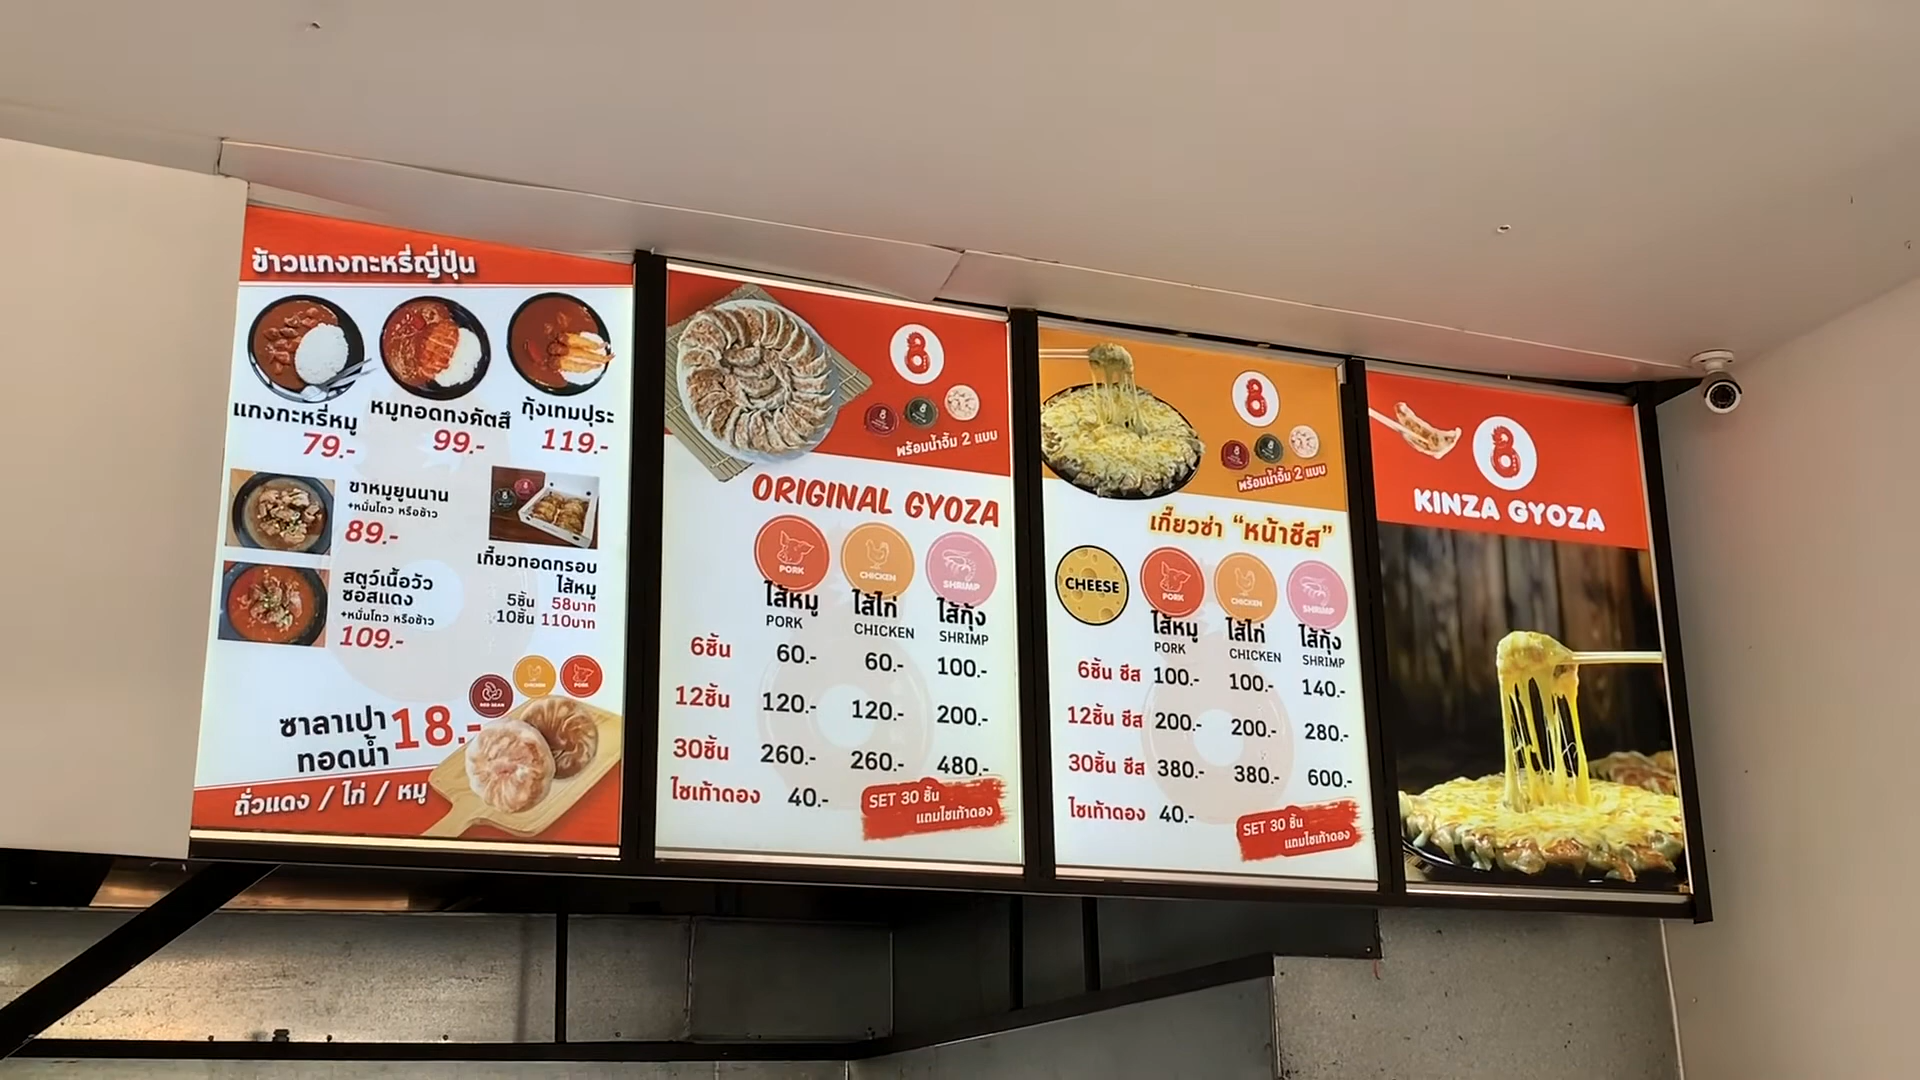 ข้าวแกงกะหรี่ญี่ปุ่น
แกงกะหรี่หมู
79.-
หมูทอดทงคัตสึ
99.-
กุ้งเทมปุระ
119.-
ขาหมูยูนนาน
+หมั่นโถว หรือข้าว
89.-
สตูว์เนื้อวัว
ซอสแดง
+หมั่นโถว หรือข้าว
109.-
เกี๊ยวทอดกรอบ
ไส้หมู
5ชิ้น 58บาท
10ชิ้น 110บาท
RED BEAN
CHICKEN
PORK
ซาลาเปา
ทอดน้ำ
18.-
ถั่วแดง / ไก่ / หมู
8
พร้อมน้ำจิ้ม 2 แบบ
ORIGINAL GYOZA
PORK CHICKEN SHRIMP
ไส้หมู ไส้ไก่ ไส้กุ้ง
PORK CHICKEN SHRIMP
6ชิ้น 60.- 60.- 100.-
12ชิ้น 120.- 120.- 200.-
30ชิ้น 260.- 260.- 480.-
ไข่เท้าดอง 40.-
SET 30 ชิ้น
แถมไข่เท้าดอง
8
พร้อมน้ำจิ้ม 2 แบบ
เกี๊ยวซ่า “หน้าชีส”
CHEESE PORK CHICKEN SHRIMP
ไส้หมู ไส้ไก่ ไส้กุ้ง
PORK CHICKEN SHRIMP
6ชิ้น ชีส 100.- 100.- 140.-
12ชิ้น ชีส 200.- 200.- 280.-
30ชิ้น ชีส 380.- 380.- 600.-
ไข่เท้าดอง 40.-
SET 30 ชิ้น
แถมไข่เท้าดอง
8
KINZA GYOZA